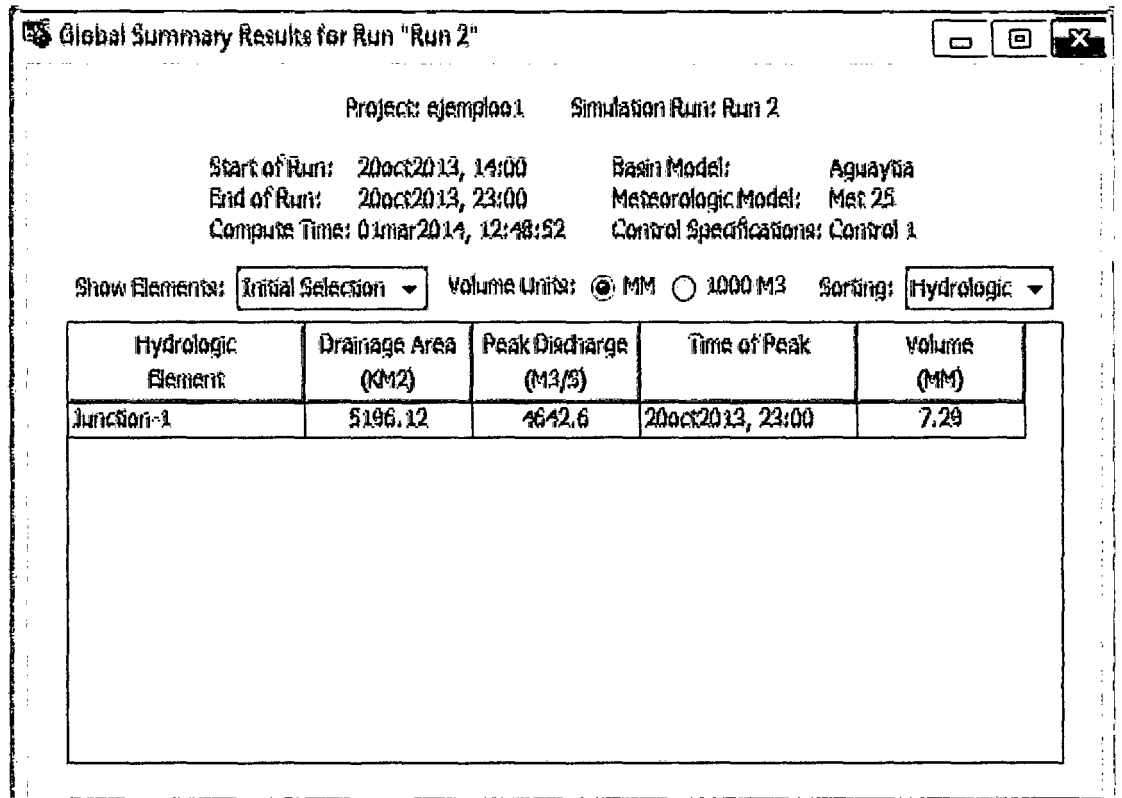 Global Summary Results for Run "Run 2"
Project: ejemploo1 Simulation Run: Run 2
Start of Run: 20oct2013, 14:00 Basin Model: Aguaytia
End of Run: 20oct2013, 23:00 Meteorologic Model: Met 25
Compute Time: 01mar2014, 12:48:52 Control Specifications: Control 1
Show Elements: Initial Selection Volume Units: MM 1000 M3 Sorting: Hydrologic
Hydrologic Drainage Area Peak Discharge Time of Peak Volume
Element (KM2) (M3/S) (MM)
Junction-1 5196.12 4642.6 20oct2013, 23:00 7.29